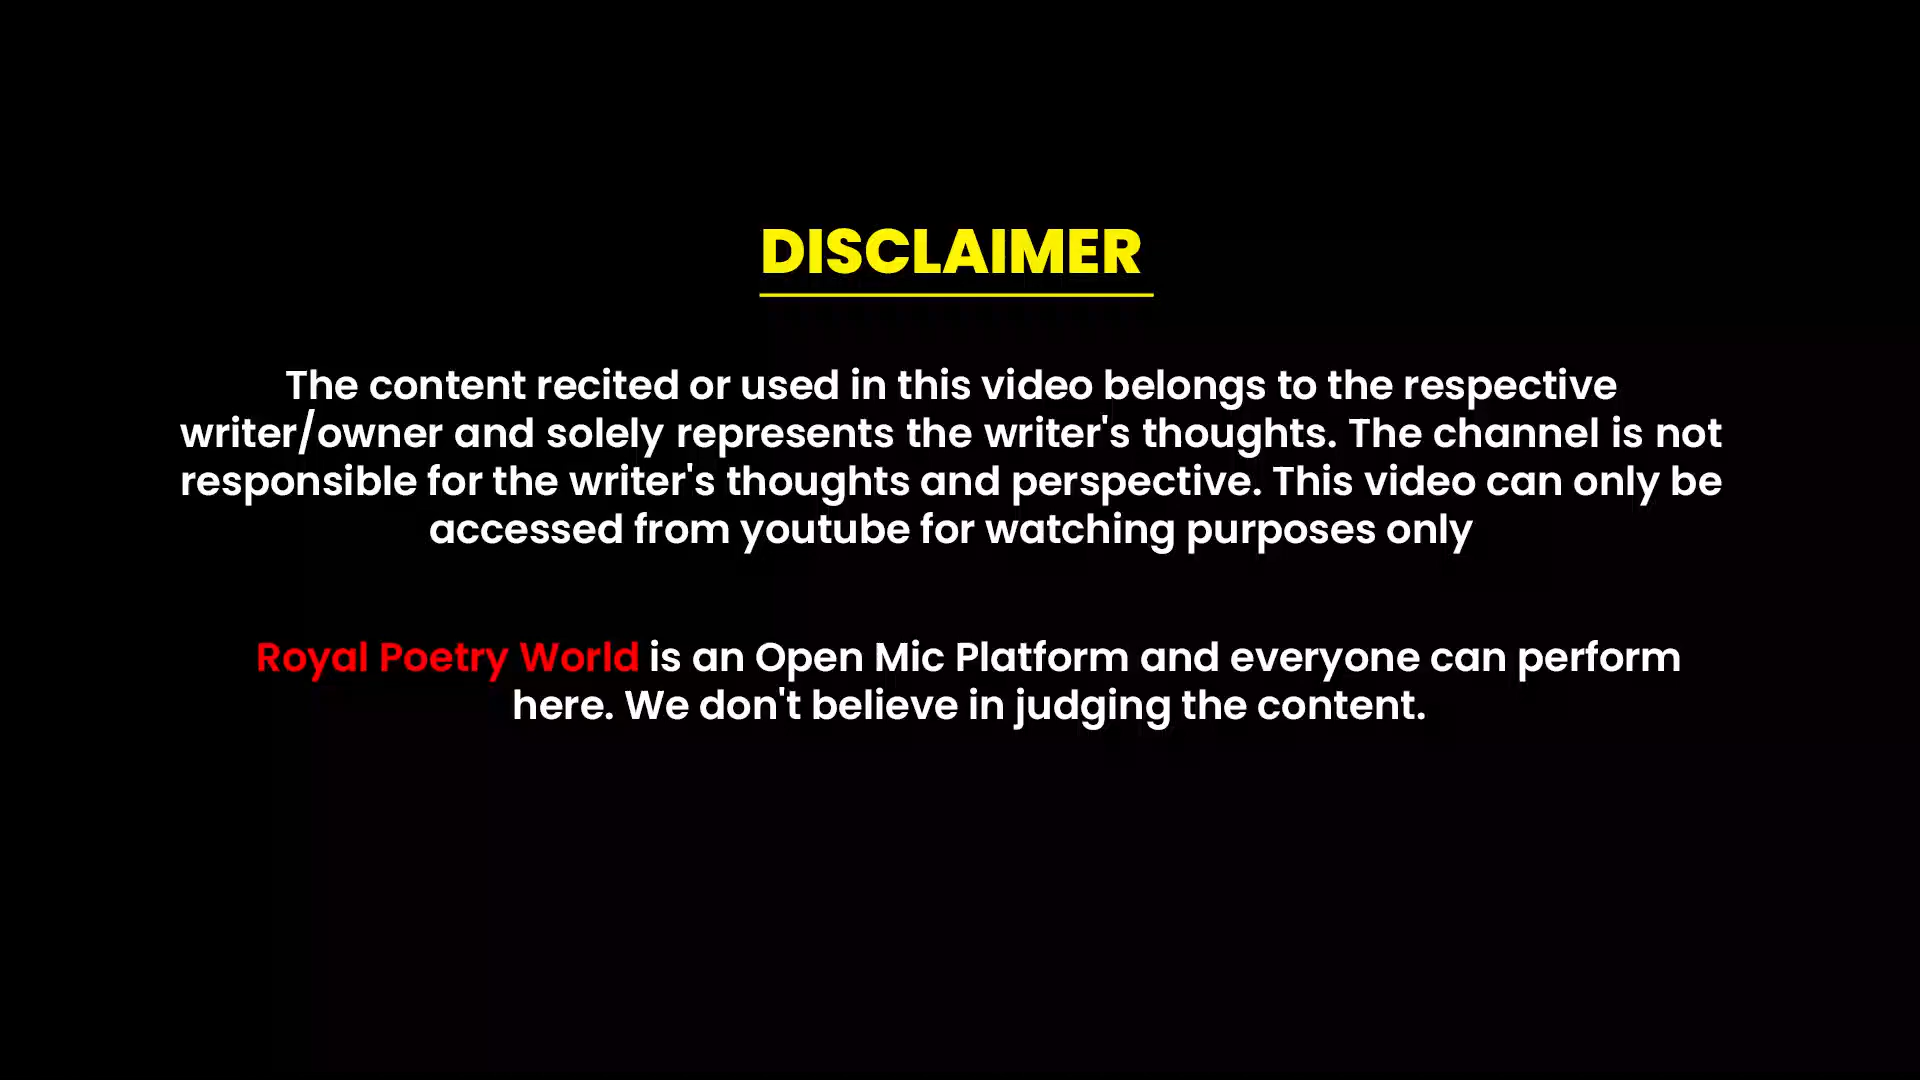 DISCLAIMER
The content recited or used in this video belongs to the respective
writer/owner and solely represents the writer's thoughts. The channel is not
responsible for the writer's thoughts and perspective. This video can only be
accessed from youtube for watching purposes only
Royal Poetry World is an Open Mic Platform and everyone can perform
here. We don't believe in judging the content.